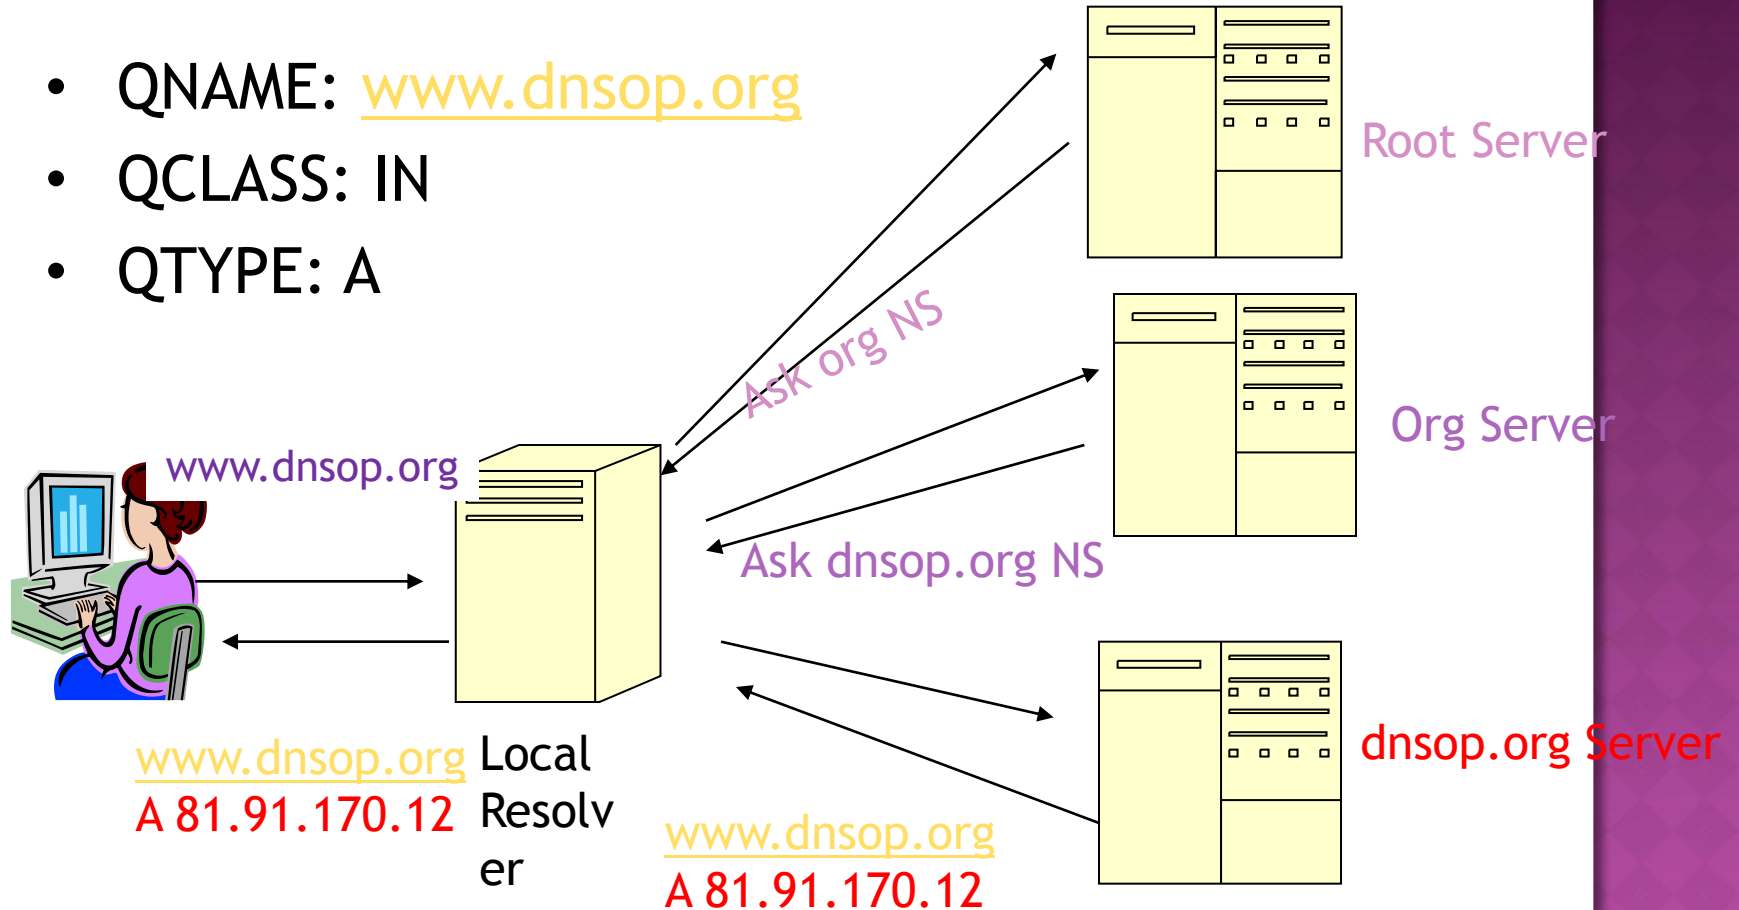 • QNAME: www.dnsop.org
• QCLASS: IN
• QTYPE: A
Root Server
Ask org NS
Org Server
www.dnsop.org
Ask dnsop.org NS
dnsop.org Server
www.dnsop.org
A 81.91.170.12
Local
Resolv
er
www.dnsop.org
A 81.91.170.12